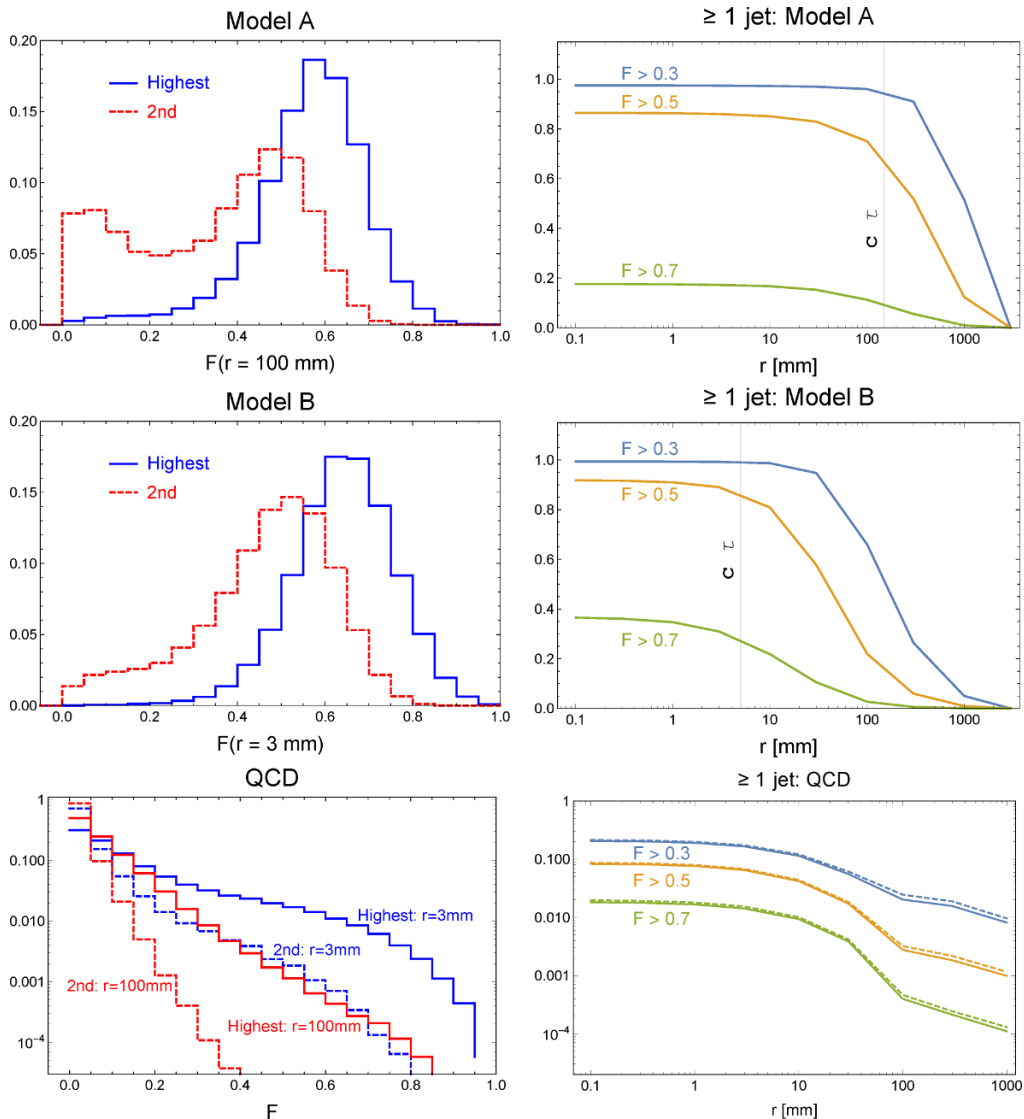 Model A
0.20
0.15
0.10
0.05
0.00
Highest
2nd
0.0 0.2 0.4 0.6 0.8 1.0
F(r = 100 mm)
≥ 1 jet: Model A
1.0
0.8
0.6
0.4
0.2
0.0
F > 0.3
F > 0.5
F > 0.7
c τ
0.1 1 10 100 1000
r [mm]
Model B
0.20
0.15
0.10
0.05
0.00
Highest
2nd
0.0 0.2 0.4 0.6 0.8 1.0
F(r = 3 mm)
≥ 1 jet: Model B
1.0
0.8
0.6
0.4
0.2
0.0
F > 0.3
F > 0.5
F > 0.7
c τ
0.1 1 10 100 1000
r [mm]
QCD
1
0.100
0.010
0.001
10⁻⁴
Highest: r=3mm
2nd: r=3mm
2nd: r=100mm
Highest: r=100mm
0.0 0.2 0.4 0.6 0.8 1.0
F
≥ 1 jet: QCD
1
0.100
0.010
0.001
10⁻⁴
F > 0.3
F > 0.5
F > 0.7
0.1 1 10 100 1000
r [mm]